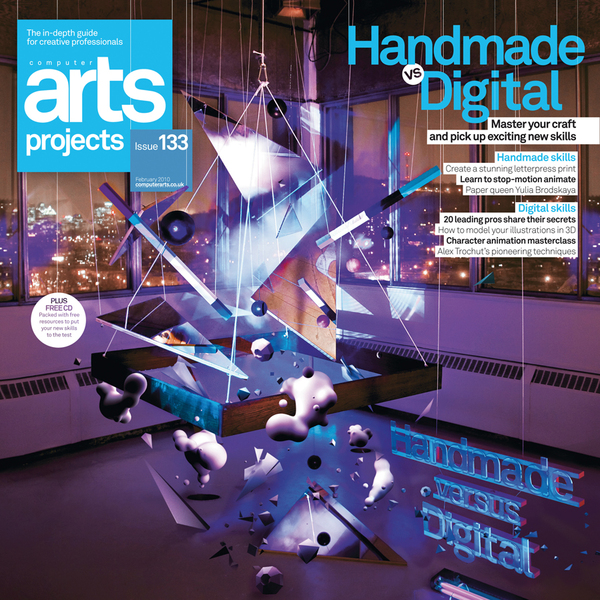 The in-depth guide
for creative professionals
computer
arts
projects
Issue 133
February 2010
computerarts.co.uk
Handmade
vs
Digital
Master your craft
and pick up exciting new skills
Handmade skills
Create a stunning letterpress print
Learn to stop-motion animate
Paper queen Yulia Brodskaya
Digital skills
20 leading pros share their secrets
How to model your illustrations in 3D
Character animation masterclass
Alex Trochut's pioneering techniques
PLUS
FREE CD
Packed with free
resources to put
your new skills
to the test
Handmade
versus
Digital